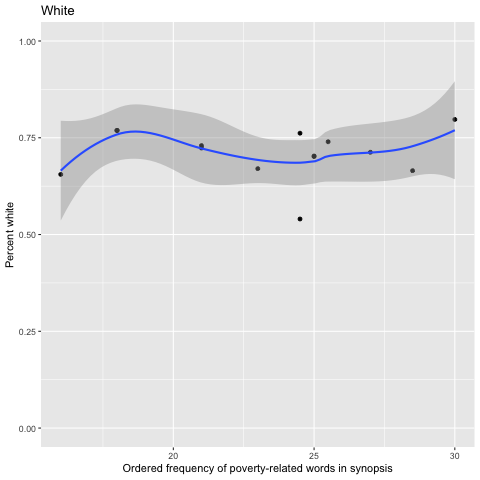 White
1.00
0.75
0.50
0.25
0.00
Percent white
20 25 30
Ordered frequency of poverty-related words in synopsis